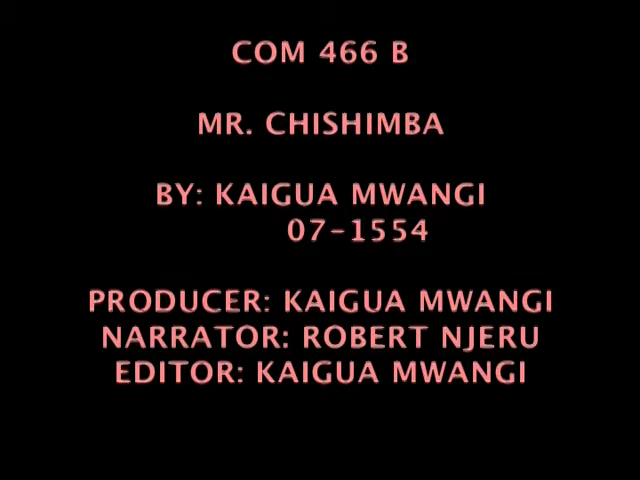 COM 466 B
MR. CHISHIMBA
BY: KAIGUA MWANGI
07-1554
PRODUCER: KAIGUA MWANGI
NARRATOR: ROBERT NJERU
EDITOR: KAIGUA MWANGI